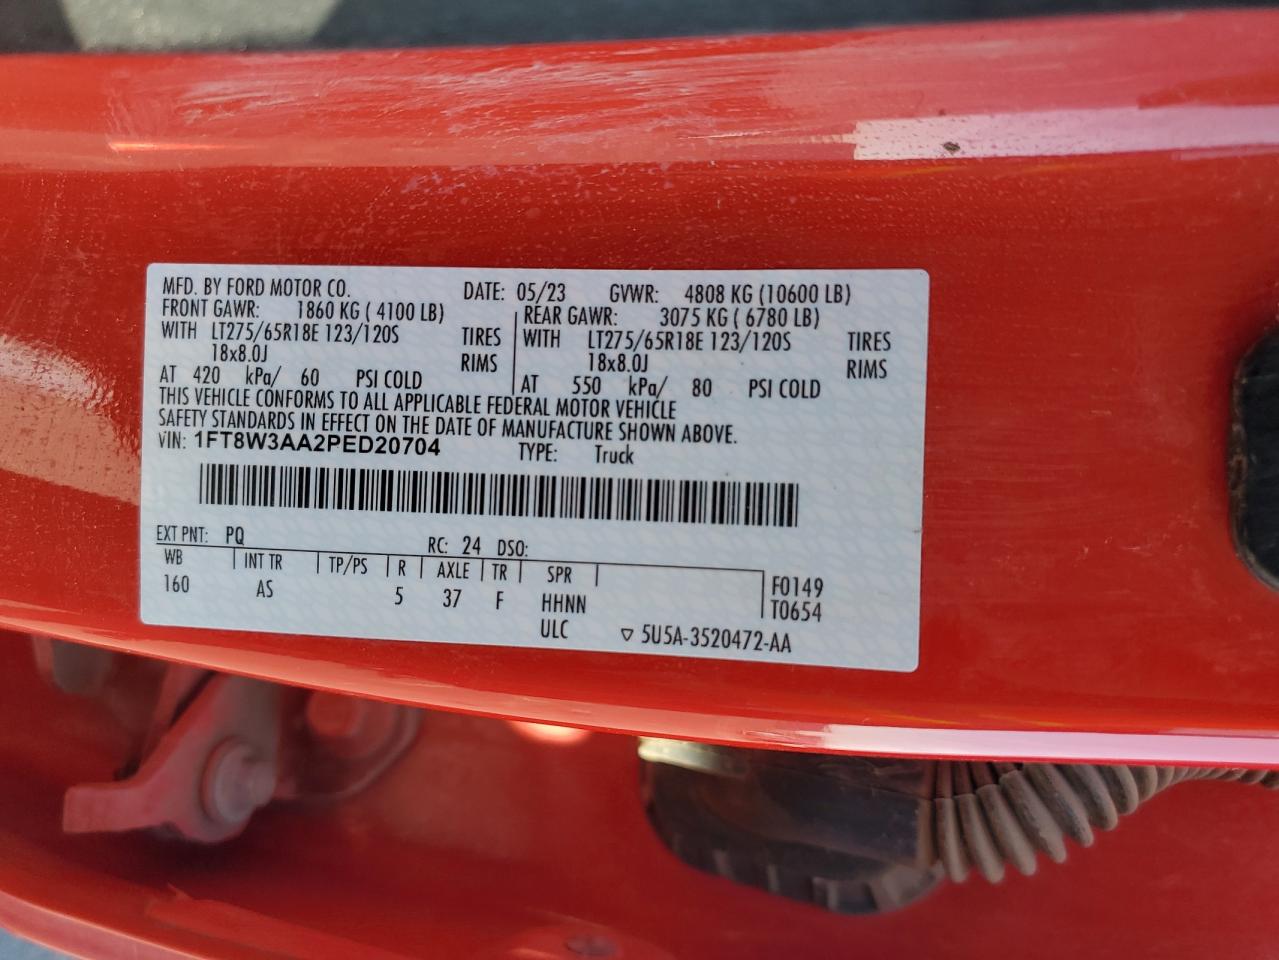 MFD. BY FORD MOTOR CO. DATE: 05/23 GVWR: 4808 KG (10600 LB)
FRONT GAWR: 1860 KG ( 4100 LB) REAR GAWR: 3075 KG ( 6780 LB)
WITH LT275/65R18E 123/120S TIRES WITH LT275/65R18E 123/120S TIRES
18x8.0J RIMS 18x8.0J RIMS
AT 420 kPa/ 60 PSI COLD AT 550 kPa/ 80 PSI COLD
THIS VEHICLE CONFORMS TO ALL APPLICABLE FEDERAL MOTOR VEHICLE
SAFETY STANDARDS IN EFFECT ON THE DATE OF MANUFACTURE SHOWN ABOVE.
VIN: 1FT8W3AA2PED20704 TYPE: Truck
EXT PNT: PQ RC: 24 DSO:
WB INT TR TP/PS R AXLE TR SPR F0149
160 AS 5 37 F HHNN T0654
ULC ▽ 5U5A-3520472-AA